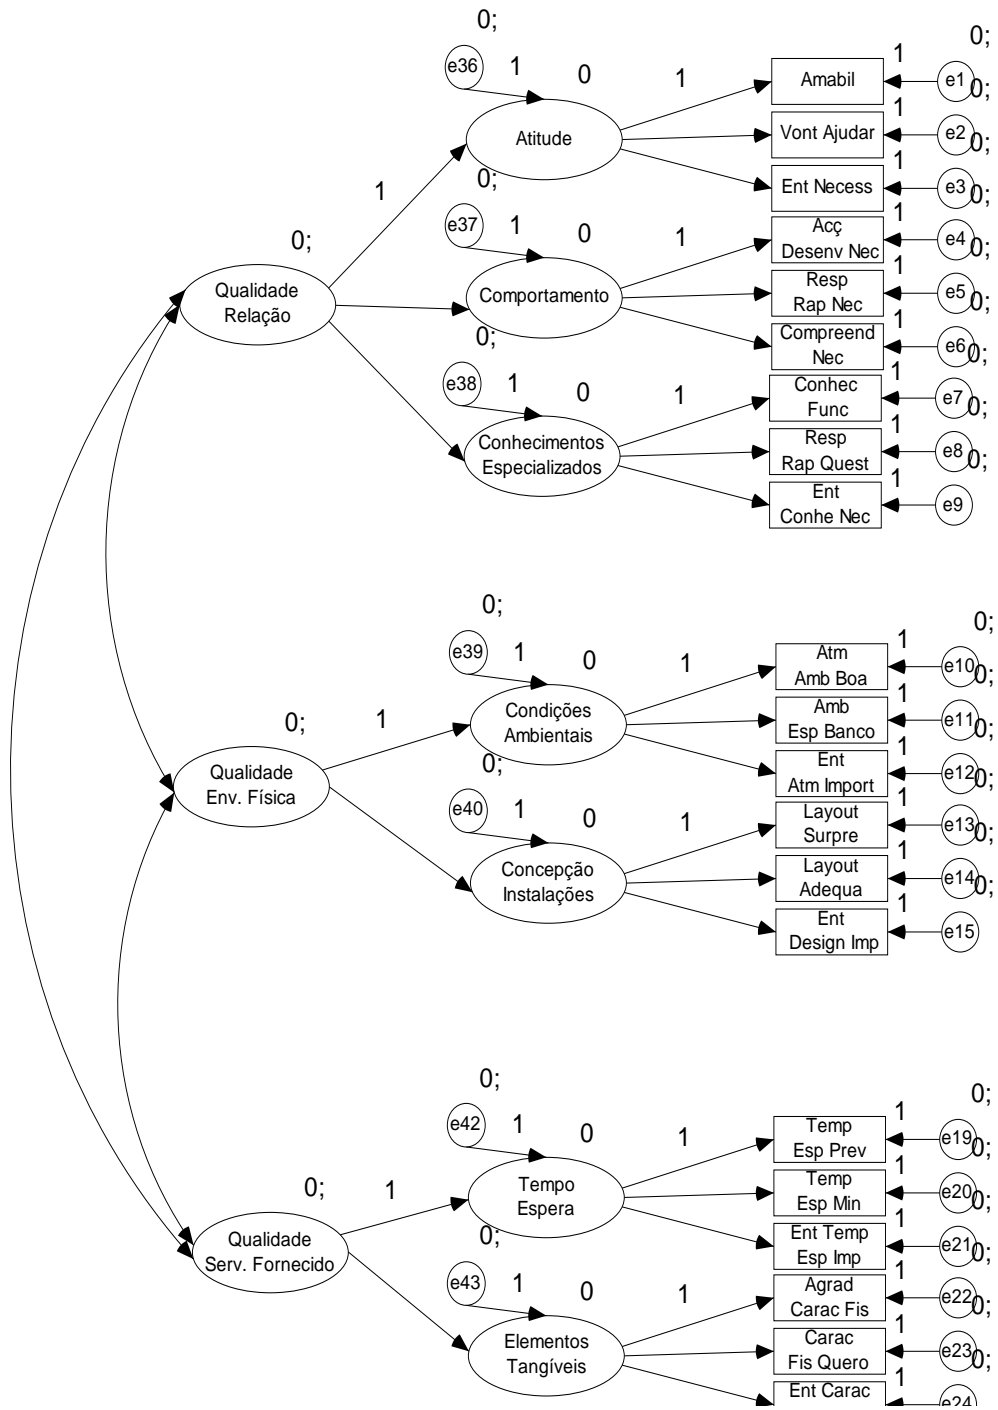 0;
0;
e36
1
0
1
1
Amabil
e1
0;
Atitude
1
Vont Ajudar
e2
0;
1
0;
1
Ent Necess
e3
0;
e37
1
0
1
1
Acç
Desenv Nec
e4
0;
0;
Qualidade
Relação
Comportamento
1
Resp
Rap Nec
e5
0;
0;
1
Compreend
Nec
e6
0;
e38
1
0
1
1
Conhec
Func
e7
0;
Conhecimentos
Especializados
1
Resp
Rap Quest
e8
0;
1
Ent
Conhe Nec
e9
0;
0;
e39
1
0
1
1
Atm
Amb Boa
e10
0;
0;
1
Condições
Ambientais
1
Amb
Esp Banco
e11
0;
Qualidade
Env. Física
0;
1
Ent
Atm Import
e12
0;
e40
1
0
1
1
Layout
Surpre
e13
0;
Concepção
Instalações
1
Layout
Adequa
e14
0;
1
Ent
Design Imp
e15
0;
0;
e42
1
0
1
1
Temp
Esp Prev
e19
0;
0;
1
Tempo
Espera
1
Temp
Esp Min
e20
0;
Qualidade
Serv. Fornecido
0;
1
Ent Temp
Esp Imp
e21
0;
e43
1
0
1
1
Agrad
Carac Fis
e22
0;
Elementos
Tangíveis
1
Carac
Fis Quero
e23
0;
1
Ent Carac
e24